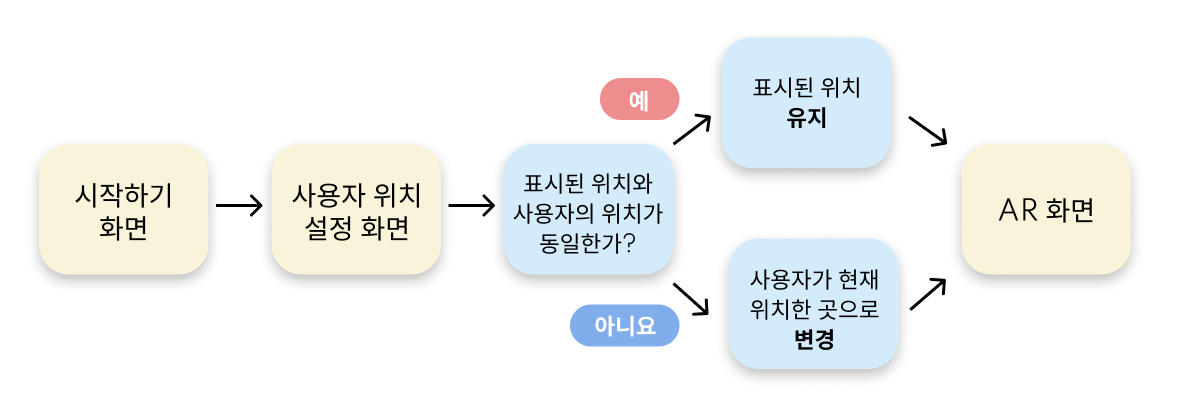 시작하기
화면
사용자 위치
설정 화면
표시된 위치와
사용자의 위치가
동일한가?
예
표시된 위치
유지
아니요
사용자가 현재
위치한 곳으로
변경
AR 화면